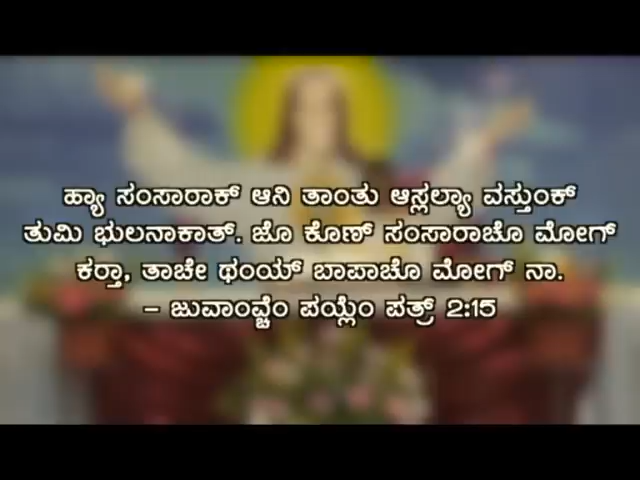 ಹ್ಯಾ ಸಂಸಾರಾಕ್ ಆನಿ ತಾಂತು ಆಸ್ಲಲ್ಯಾ ವಸ್ತುಂಕ್
ತುಮಿ ಭುಲನಾಕಾತ್. ಜೊ ಕೊಣ್ ಸಂಸಾರಾಚೊ ಮೋಗ್
ಕರ‍್ತಾ, ತಾಚೇ ಥಂಯ್ ಬಾಪಾಚೊ ಮೋಗ್ ನಾ.
– ಜುವಾಂವ್ಚೆಂ ಪಯ್ಲೆಂ ಪತ್ರ್ 2:15